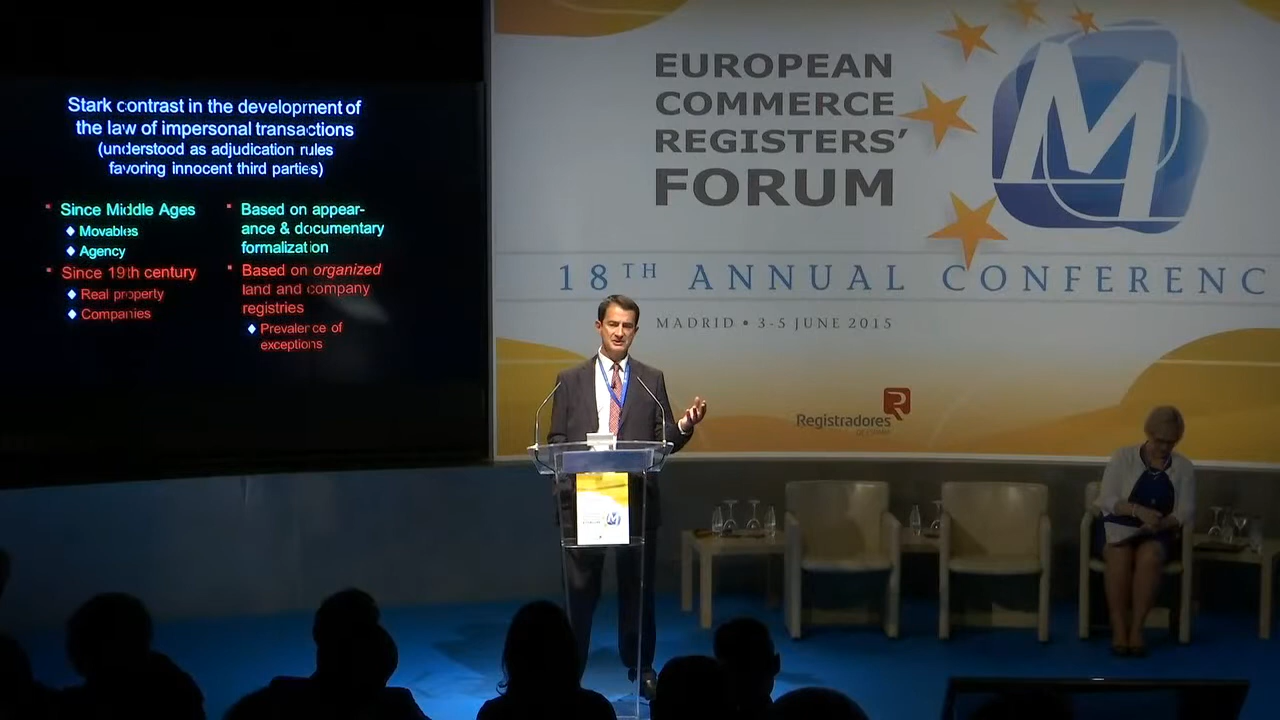 Stark contrast in the development of
the law of impersonal transactions
(understood as adjudication rules
favoring innocent third parties)
Since Middle Ages
Movables
Agency
Since 19th century
Real property
Companies
Based on appear-
ance & documentary
formalization
Based on organized
land and company
registries
Prevalence of
exceptions
EUROPEAN
COMMERCE
REGISTERS'
FORUM
M
18TH ANNUAL CONFERENC
MADRID • 3-5 JUNE 2015
Registradores
DE ESPAÑA
R
FORUM
M